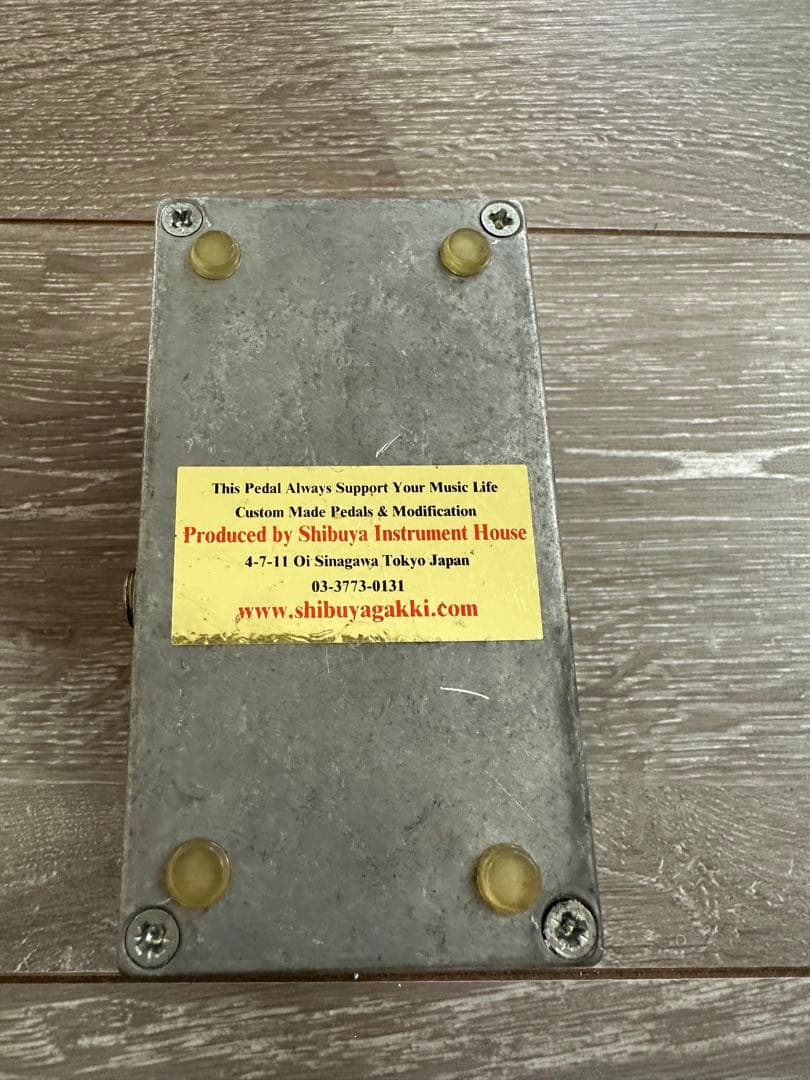 This Pedal Always Support Your Music Life
Custom Made Pedals & Modification
Produced by Shibuya Instrument House
4-7-11 Oi Sinagawa Tokyo Japan
03-3773-0131
www.shibuyagakki.com